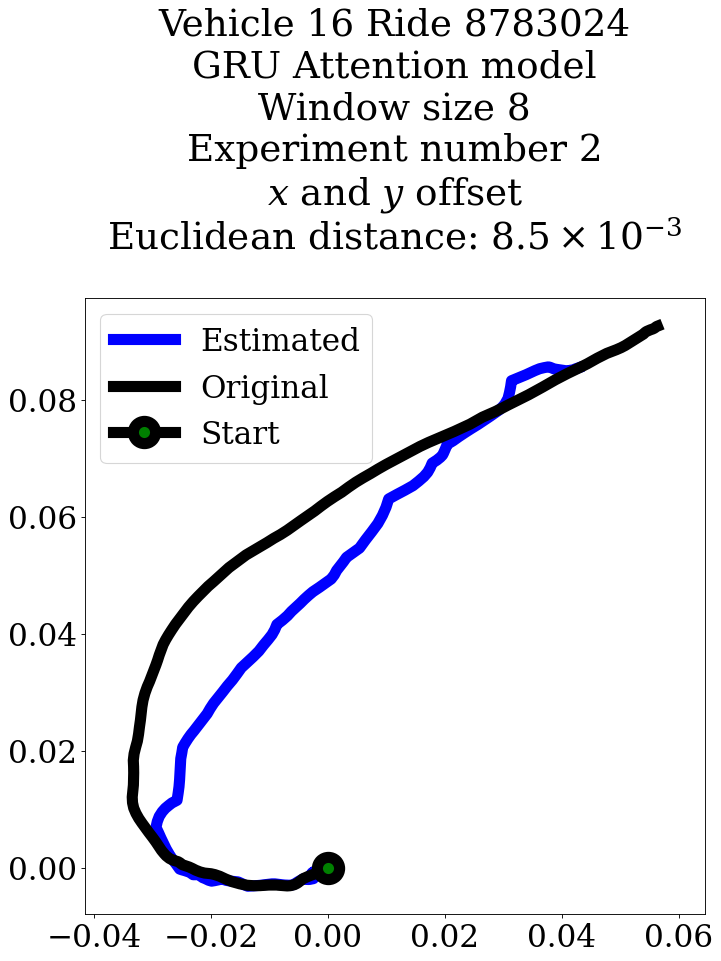 Vehicle 16 Ride 8783024
GRU Attention model
Window size 8
Experiment number 2
x and y offset
Euclidean distance: 8.5 × 10⁻³
Estimated
Original
Start
0.08
0.06
0.04
0.02
0.00
−0.04 −0.02 0.00 0.02 0.04 0.06